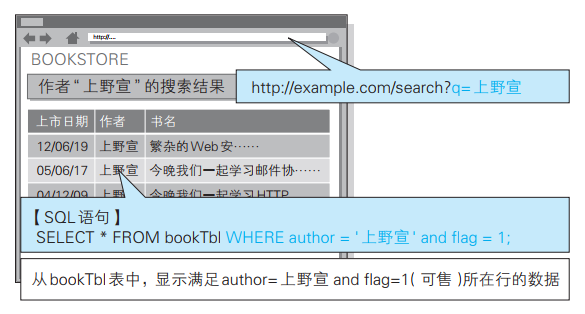 http://....
BOOKSTORE
作者“上野宣”的搜索结果
http://example.com/search?q=上野宣
上市日期 作者 书名
12/06/19 上野宣 繁杂的Web安……
05/06/17 上野宣 今晚我们一起学习邮件协……
04/12/09 上野宣 今晚我们一起学习HTTP
【SQL语句】
SELECT * FROM bookTbl WHERE author = '上野宣' and flag = 1;
从bookTbl表中，显示满足author=上野宣 and flag=1( 可售 )所在行的数据